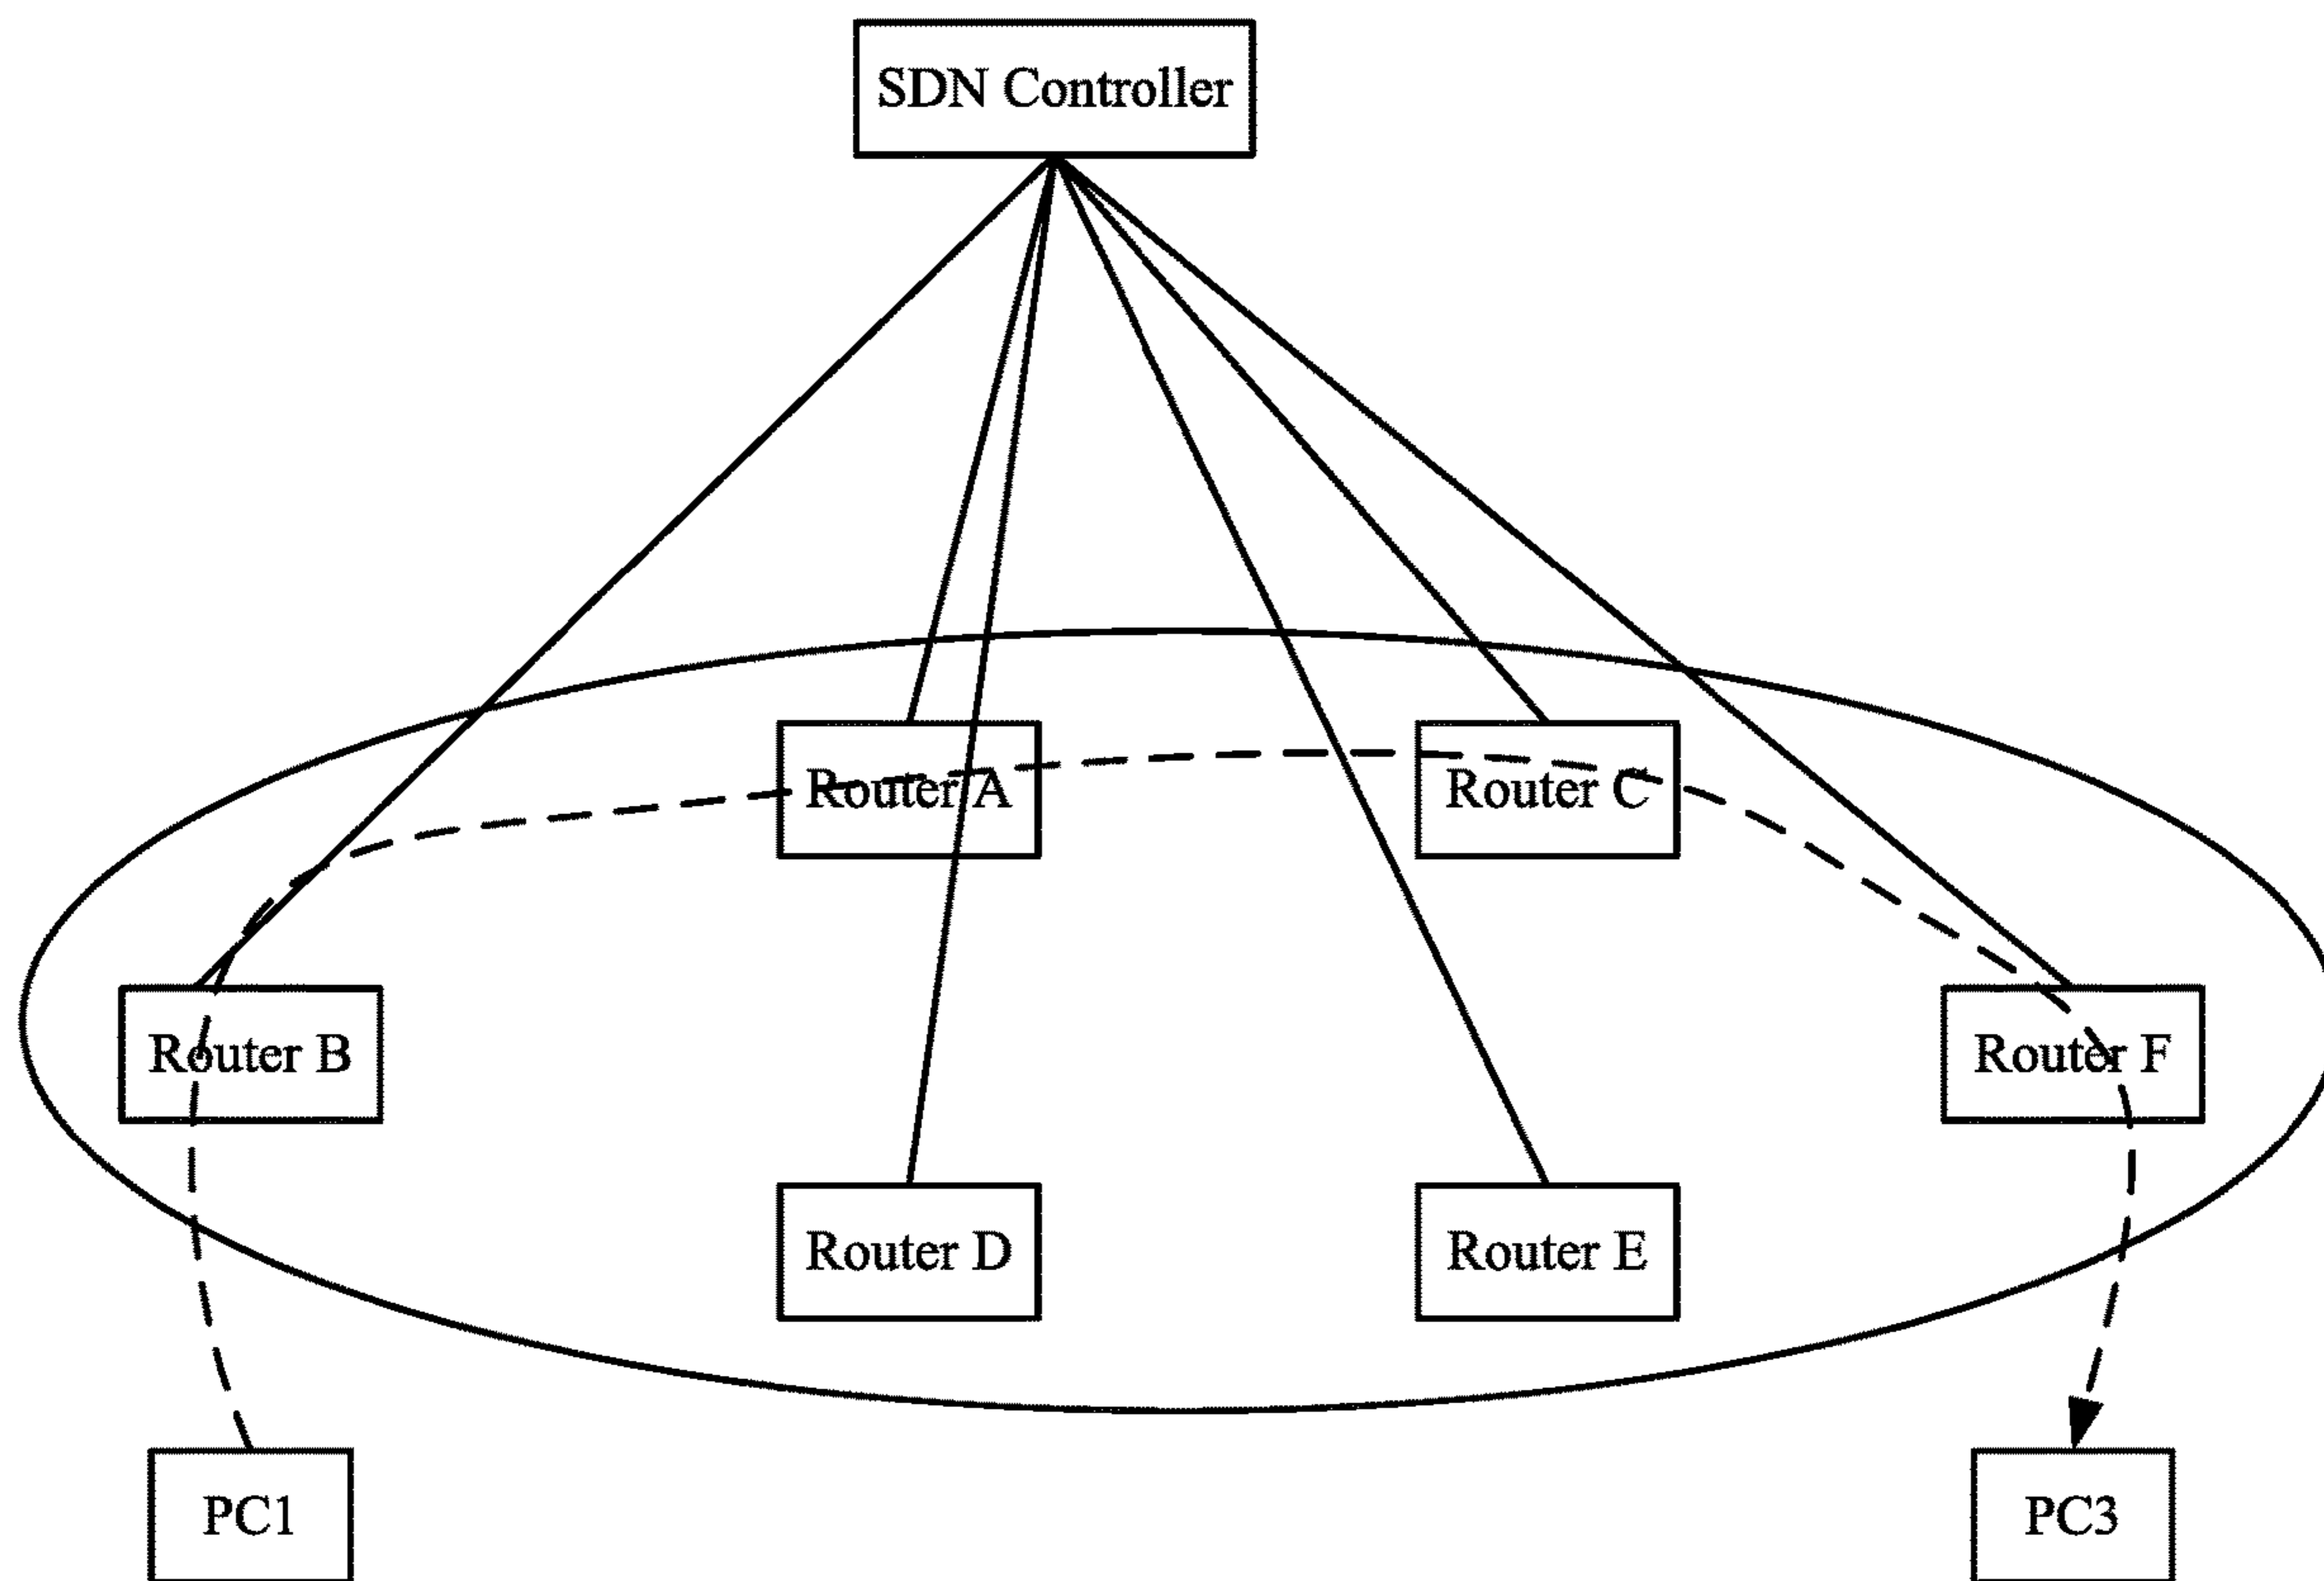 SDN Controller
Router A
Router C
Router B
Router F
Router D
Router E
PC1
PC3